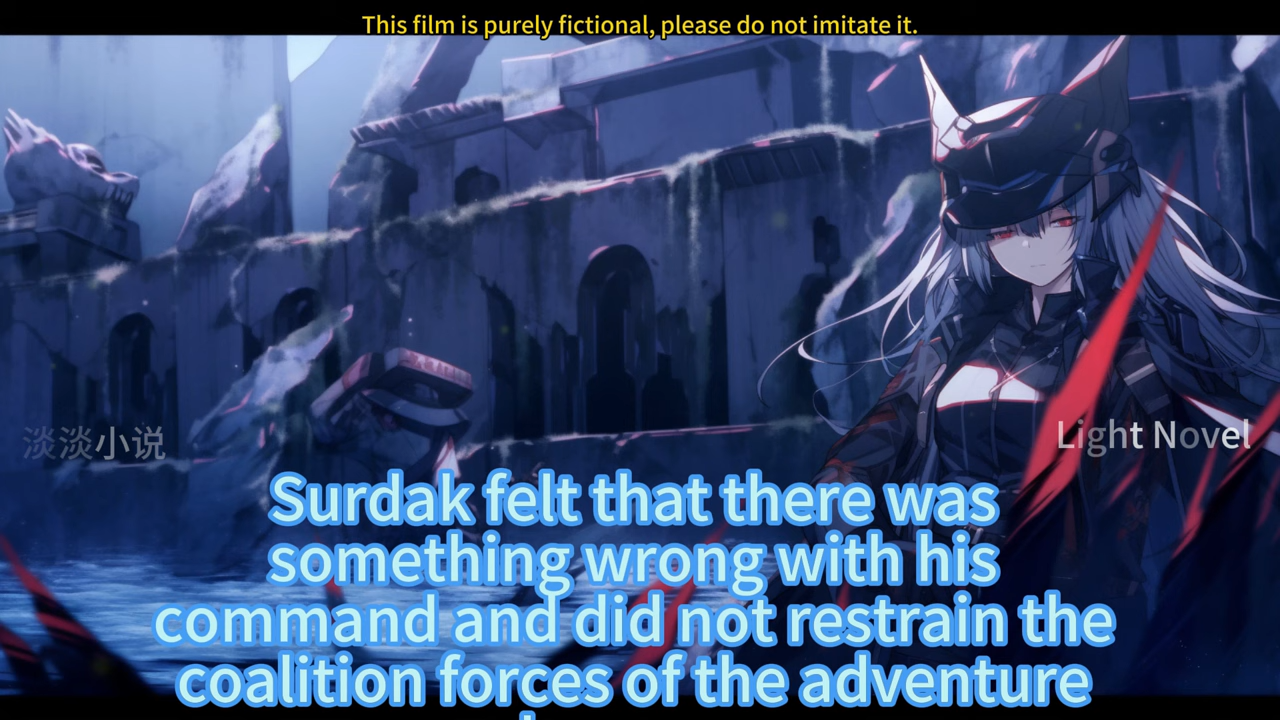 This film is purely fictional, please do not imitate it.
淡淡小说
Light Novel
Surdak felt that there was
something wrong with his
command and did not restrain the
coalition forces of the adventure